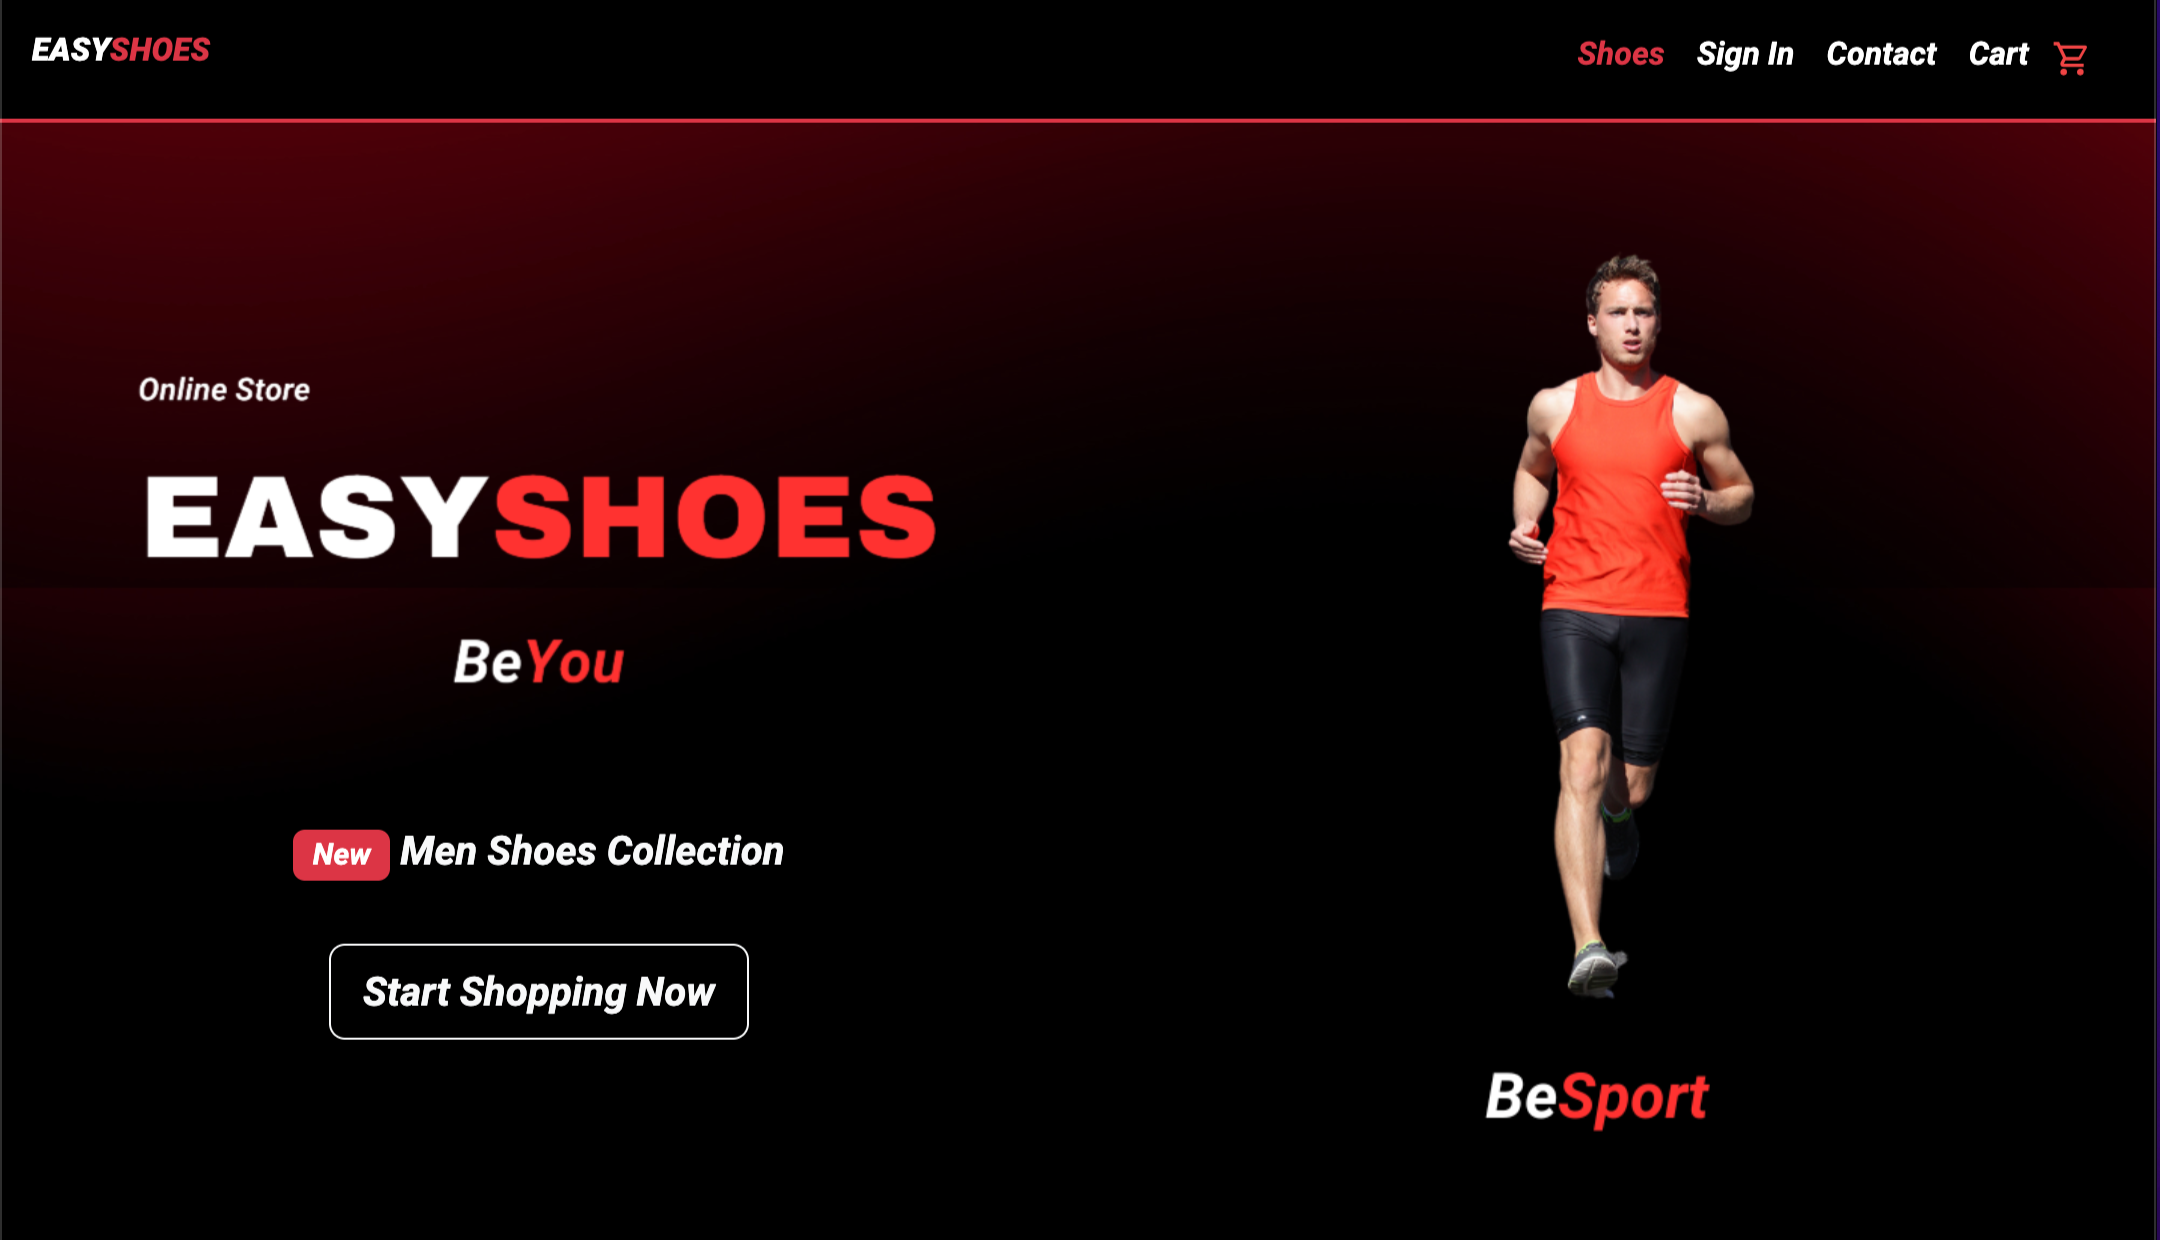 EASYSHOES
Shoes Sign In Contact Cart
Online Store
EASYSHOES
BeYou
New Men Shoes Collection
Start Shopping Now
BeSport